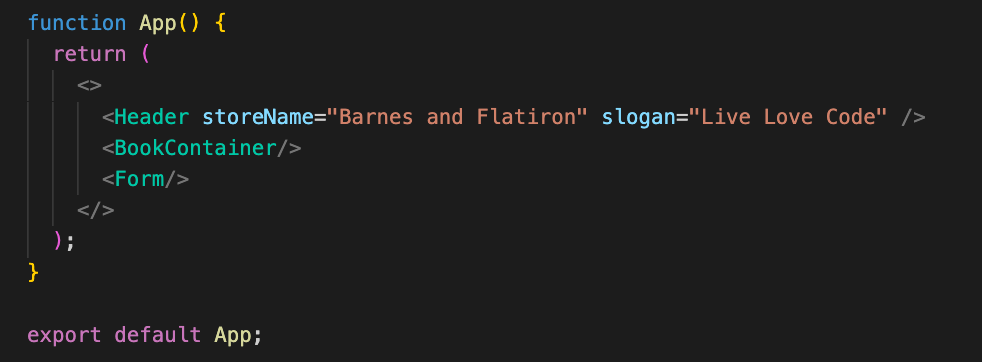 function App() {
return (
<>
<Header storeName="Barnes and Flatiron" slogan="Live Love Code" />
<BookContainer/>
<Form/>
</>
);
}
export default App;